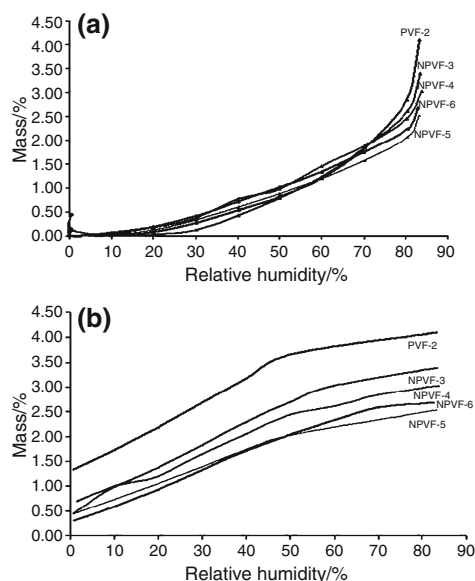 (a)
4.50
4.00
3.50
3.00
2.50
2.00
1.50
1.00
0.50
0.00
Mass/%
PVF-2
NPVF-3
NPVF-4
NPVF-6
NPVF-5
0 10 20 30 40 50 60 70 80 90
Relative humidity/%
(b)
4.50
4.00
3.50
3.00
2.50
2.00
1.50
1.00
0.50
0.00
Mass/%
PVF-2
NPVF-3
NPVF-4
NPVF-6
NPVF-5
0 10 20 30 40 50 60 70 80 90
Relative humidity/%